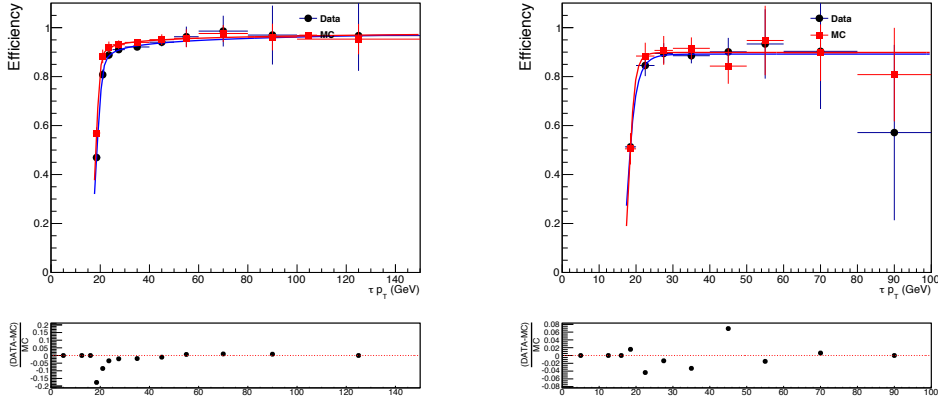 Efficiency
1
0.8
0.6
0.4
0.2
0
Data
MC
0 20 40 60 80 100 120 140
τ p_T (GeV)
(DATA-MC)
MC
0.2
0.15
0.1
0.05
0
-0.05
-0.1
-0.15
-0.2
0 20 40 60 80 100 120 140
Efficiency
1
0.8
0.6
0.4
0.2
0
Data
MC
0 10 20 30 40 50 60 70 80 90 100
τ p_T (GeV)
(DATA-MC)
MC
0.08
0.06
0.04
0.02
0.00
-0.02
-0.04
-0.06
-0.08
0 10 20 30 40 50 60 70 80 90 100